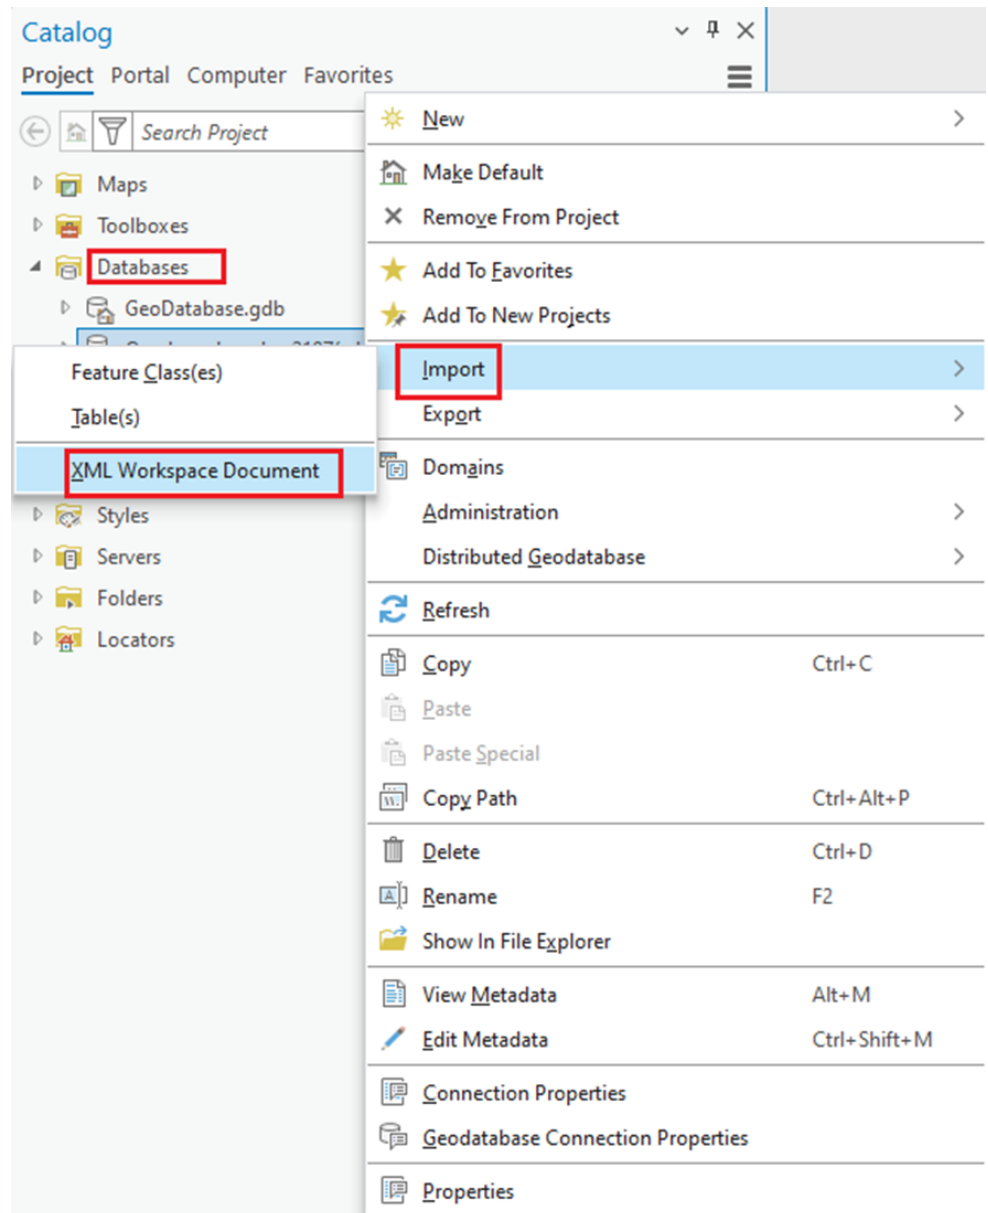 Catalog
Project Portal Computer Favorites
Search Project
Maps
Toolboxes
Databases
GeoDatabase.gdb
Feature Class(es)
Table(s)
XML Workspace Document
Styles
Servers
Folders
Locators
New
Make Default
Remove From Project
Add To Favorites
Add To New Projects
Import
Export
Domains
Administration
Distributed Geodatabase
Refresh
Copy Ctrl+C
Paste
Paste Special
Copy Path Ctrl+Alt+P
Delete Ctrl+D
Rename F2
Show In File Explorer
View Metadata Alt+M
Edit Metadata Ctrl+Shift+M
Connection Properties
Geodatabase Connection Properties
Properties